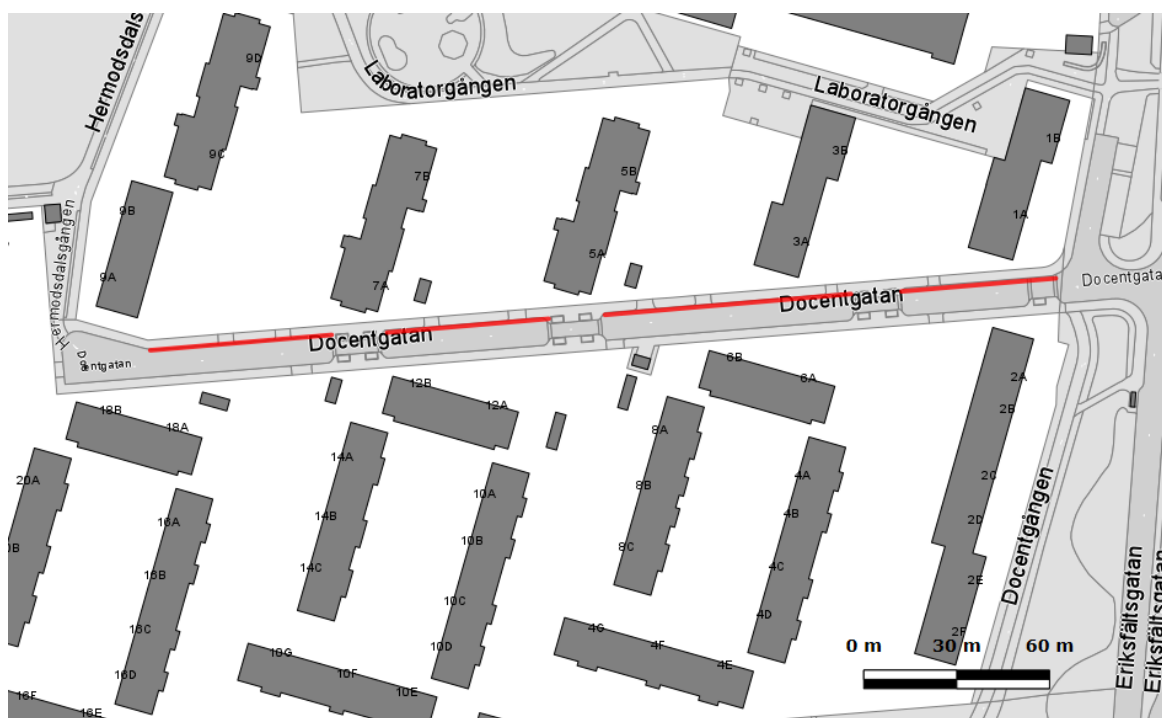 Hermodsdals
9D
Laboratorgången
Laboratorgången
1B
3B
9C
5B
7B
9B
1A
3A
5A
9A
7A
Hermodsdalsgången
Docentgatan
Docentgatan
Docentgatan
Docentgatan
6B
6A
2A
12B
12A
2B
18B
18A
8A
14A
20A
2C
4A
8B
10A
16A
4B
14B
2D
10B
8C
14C
16B
4C
2E
10C
4D
16C
4G
4F
2F
10D
4E
10G
10F
10E
16D
16F
16E
Docentgången
Eriksfältsgatan
Eriksfältsgatan
0 m 30 m 60 m